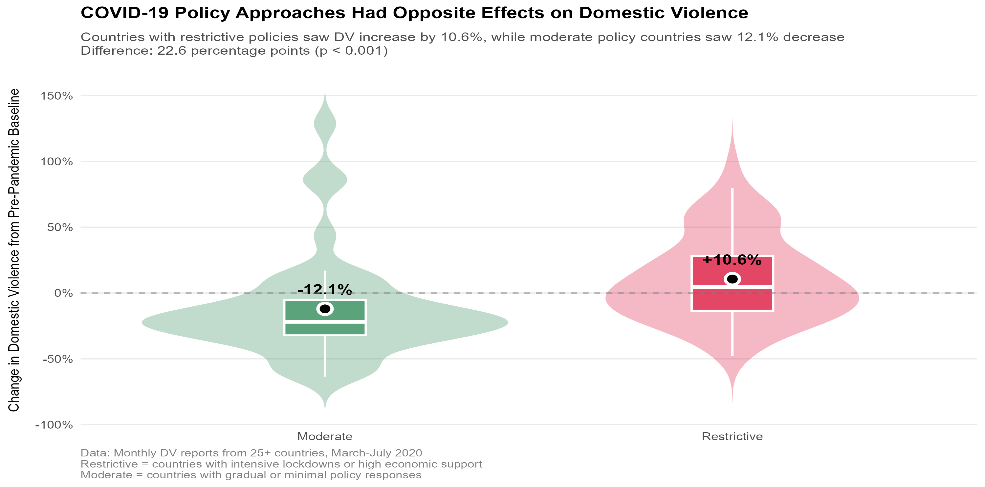 COVID-19 Policy Approaches Had Opposite Effects on Domestic Violence
Countries with restrictive policies saw DV increase by 10.6%, while moderate policy countries saw 12.1% decrease
Difference: 22.6 percentage points (p < 0.001)
Change in Domestic Violence from Pre-Pandemic Baseline
150%
100%
50%
0%
-50%
-100%
-12.1%
+10.6%
Moderate
Restrictive
Data: Monthly DV reports from 25+ countries, March-July 2020
Restrictive = countries with intensive lockdowns or high economic support
Moderate = countries with gradual or minimal policy responses